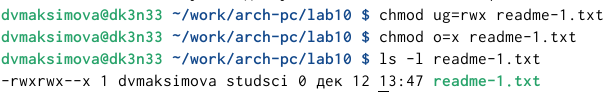 dvmaksimova@dk3n33 ~/work/arch-pc/lab10 $ chmod ug=rwx readme-1.txt
dvmaksimova@dk3n33 ~/work/arch-pc/lab10 $ chmod o=x readme-1.txt
dvmaksimova@dk3n33 ~/work/arch-pc/lab10 $ ls -l readme-1.txt
-rwxrwx--x 1 dvmaksimova studsci 0 дек 12 13:47 readme-1.txt